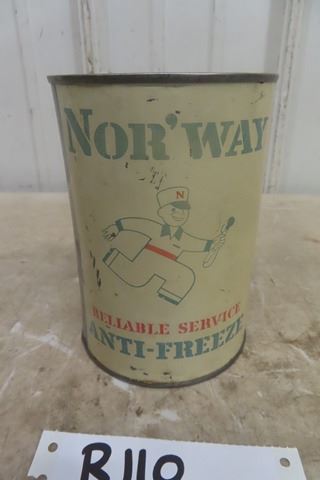 NOR'WAY
N
RELIABLE SERVICE
ANTI-FREEZE
R110